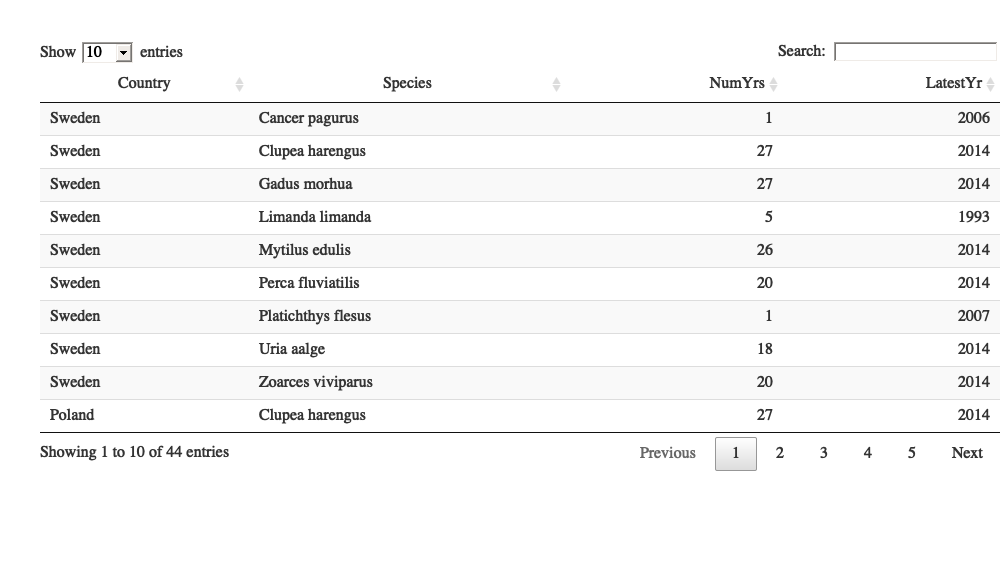 Show 10 entries Search:
Country Species NumYrs LatestYr
Sweden Cancer pagurus 1 2006
Sweden Clupea harengus 27 2014
Sweden Gadus morhua 27 2014
Sweden Limanda limanda 5 1993
Sweden Mytilus edulis 26 2014
Sweden Perca fluviatilis 20 2014
Sweden Platichthys flesus 1 2007
Sweden Uria aalge 18 2014
Sweden Zoarces viviparus 20 2014
Poland Clupea harengus 27 2014
Showing 1 to 10 of 44 entries Previous 1 2 3 4 5 Next